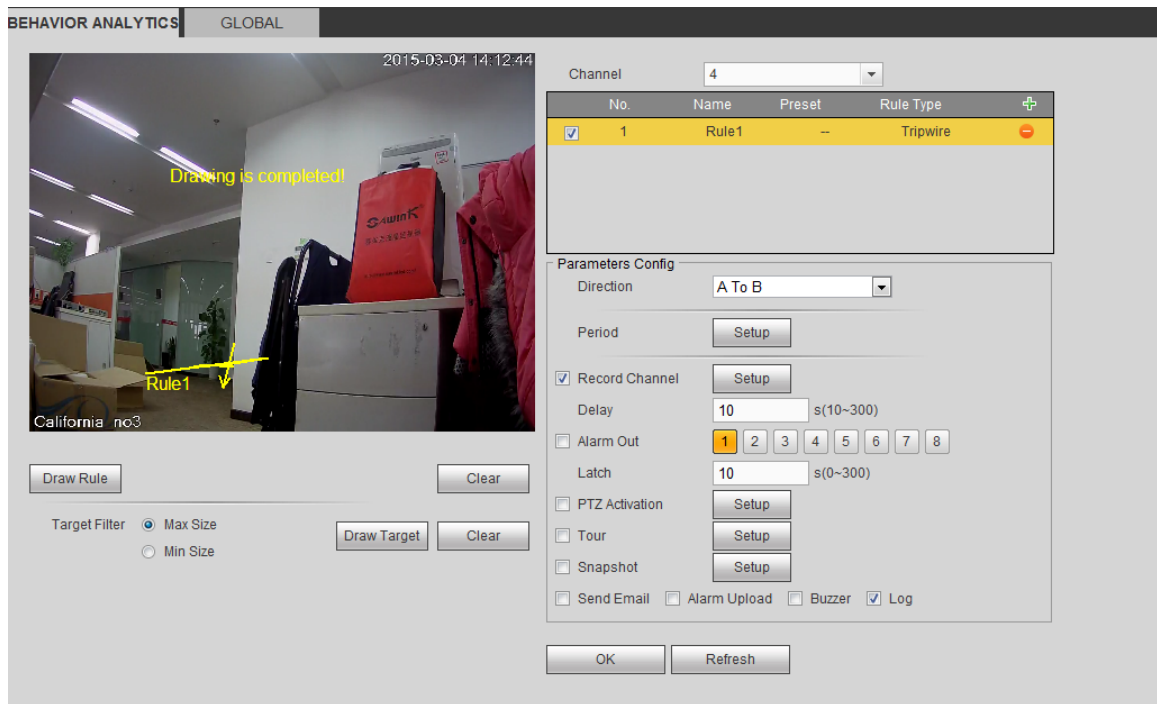 BEHAVIOR ANALYTICS GLOBAL
2015-03-04 14:12:44
Drawing is completed!
SAWINK
Rule1
California no3
Draw Rule Clear
Target Filter Max Size
Min Size
Draw Target Clear
Channel 4
No. Name Preset Rule Type
1 Rule1 -- Tripwire
Parameters Config
Direction A To B
Period Setup
Record Channel Setup
Delay 10 s(10~300)
Alarm Out 1 2 3 4 5 6 7 8
Latch 10 s(0~300)
PTZ Activation Setup
Tour Setup
Snapshot Setup
Send Email Alarm Upload Buzzer Log
OK Refresh